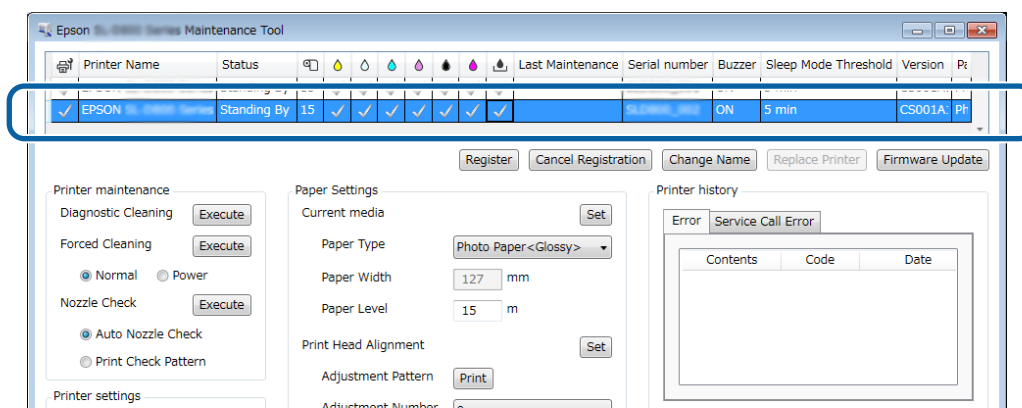 Epson Maintenance Tool
Printer Name Status Last Maintenance Serial number Buzzer Sleep Mode Threshold Version Pa
EPSON Standing By 15 ON 5 min CS001A: Ph
Register Cancel Registration Change Name Replace Printer Firmware Update
Printer maintenance
Diagnostic Cleaning Execute
Forced Cleaning Execute
Normal Power
Nozzle Check Execute
Auto Nozzle Check
Print Check Pattern
Printer settings
Paper Settings
Current media Set
Paper Type Photo Paper<Glossy>
Paper Width 127 mm
Paper Level 15 m
Print Head Alignment Set
Adjustment Pattern Print
Adjustment Number
Printer history
Error Service Call Error
Contents Code Date